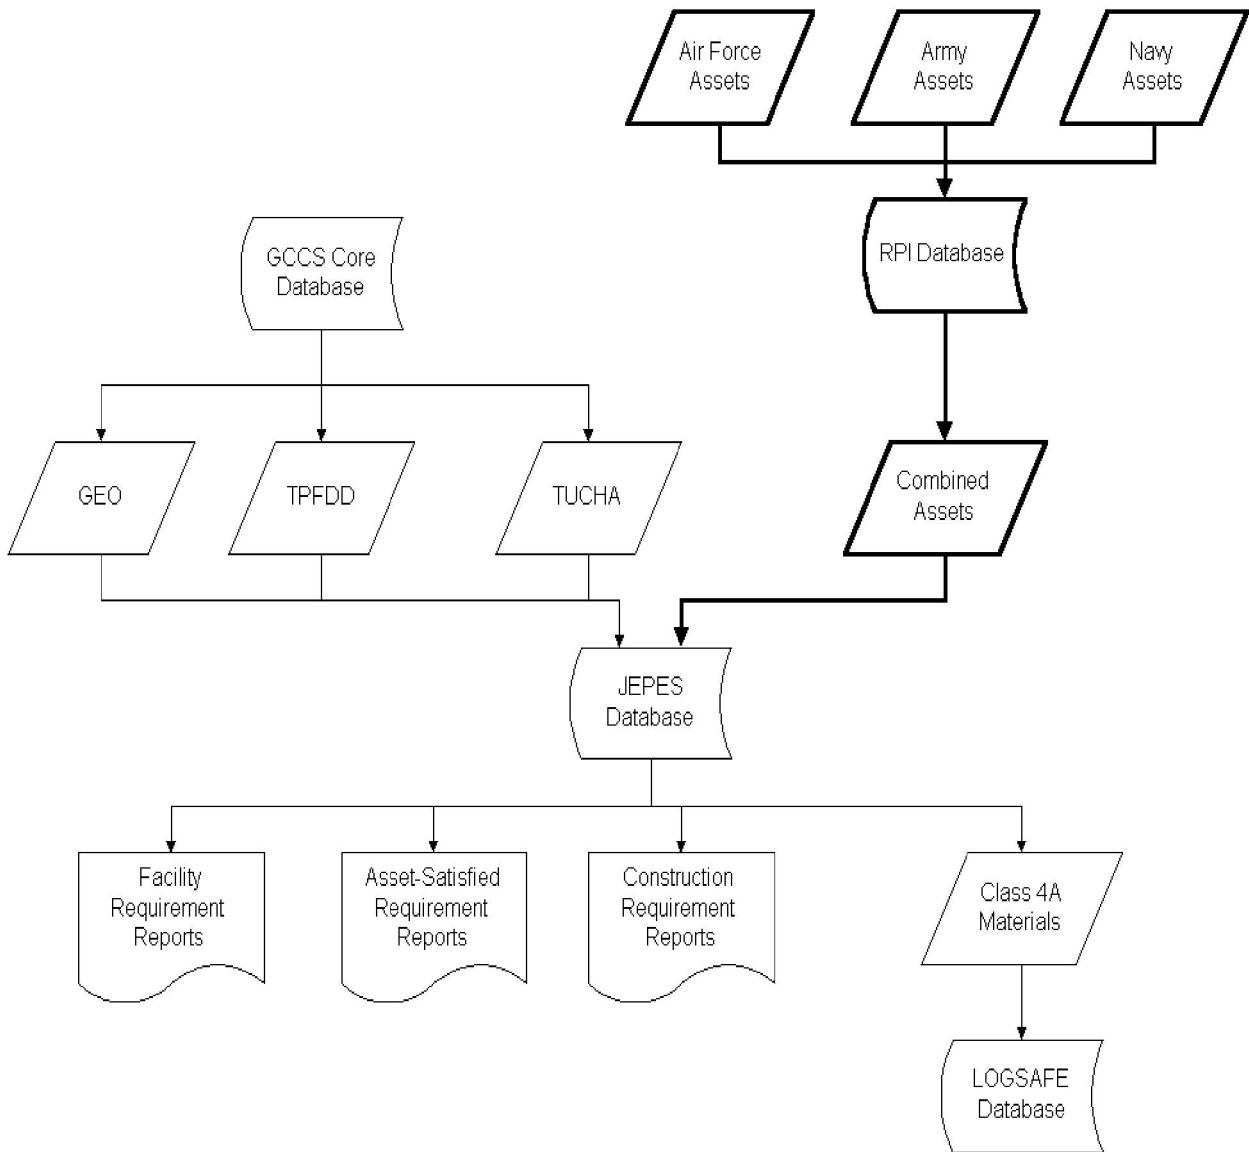 Air Force
Assets
Army
Assets
Navy
Assets
RPI Database
GCCS Core
Database
GEO
TPFDD
TUCHA
Combined
Assets
JEPES
Database
Facility
Requirement
Reports
Asset-Satisfied
Requirement
Reports
Construction
Requirement
Reports
Class 4A
Materials
LOGSAFE
Database